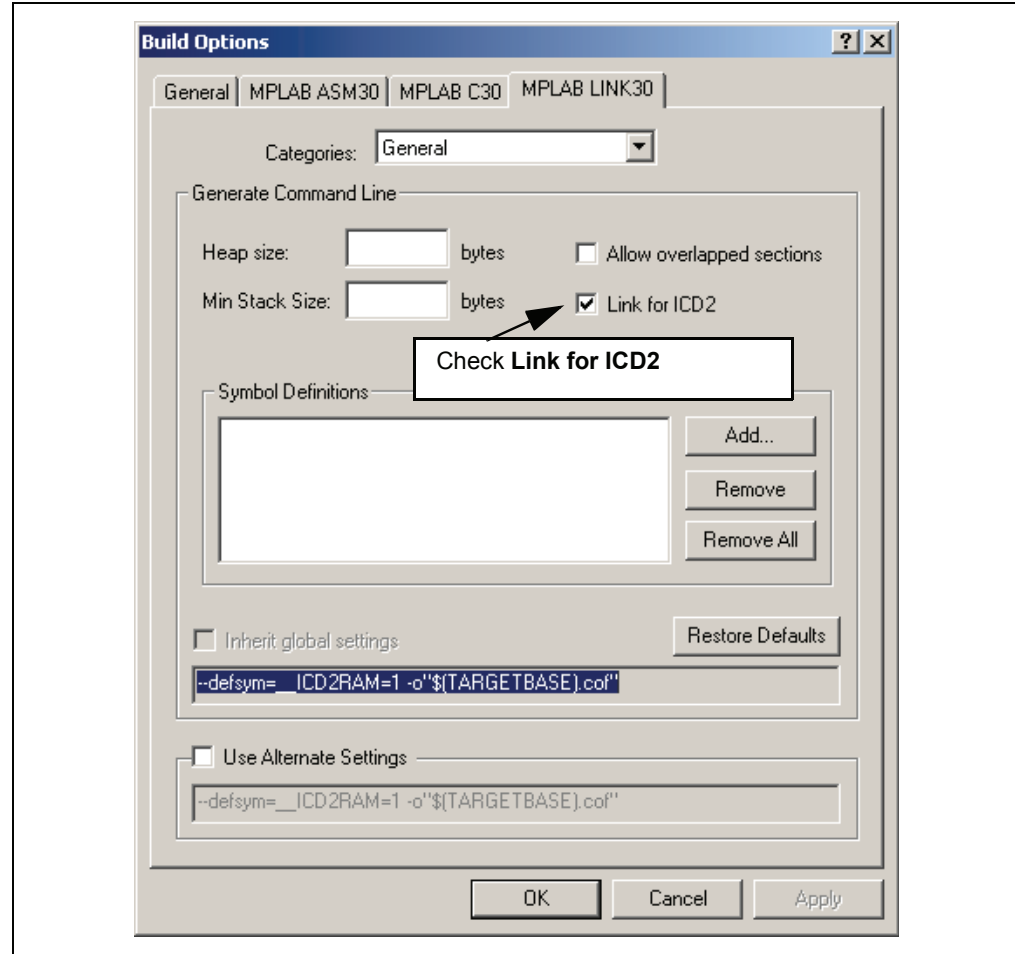 Build Options
General MPLAB ASM30 MPLAB C30 MPLAB LINK30
Categories: General
Generate Command Line
Heap size: bytes Allow overlapped sections
Min Stack Size: bytes Link for ICD2
Check Link for ICD2
Symbol Definitions
Add...
Remove
Remove All
Inherit global settings Restore Defaults
--defsym=__ICD2RAM=1 -o"$(TARGETBASE).cof"
Use Alternate Settings
--defsym=__ICD2RAM=1 -o"$(TARGETBASE).cof"
OK Cancel Apply